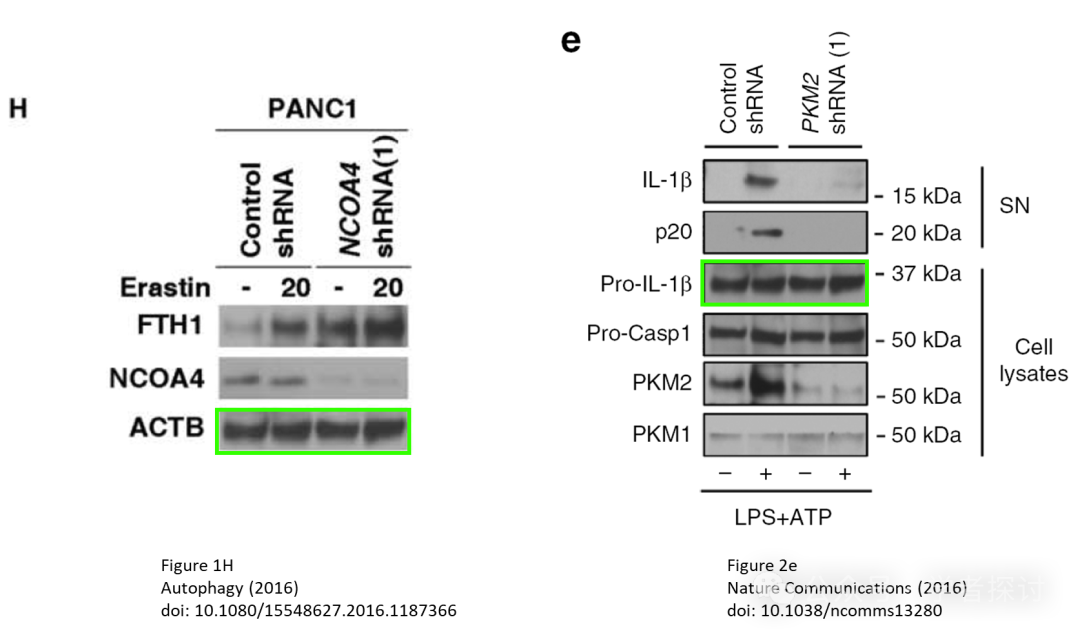 H
PANC1
Control
shRNA
NCOA4
shRNA(1)
Erastin - 20 - 20
FTH1
NCOA4
ACTB
Figure 1H
Autophagy (2016)
doi: 10.1080/15548627.2016.1187366
e
Control
shRNA
PKM2
shRNA (1)
IL-1β
- 15 kDa
p20
- 20 kDa
SN
Pro-IL-1β
- 37 kDa
Pro-Casp1
- 50 kDa
PKM2
- 50 kDa
PKM1
- 50 kDa
Cell
lysates
− + − +
LPS+ATP
Figure 2e
Nature Communications (2016)
doi: 10.1038/ncomms13280